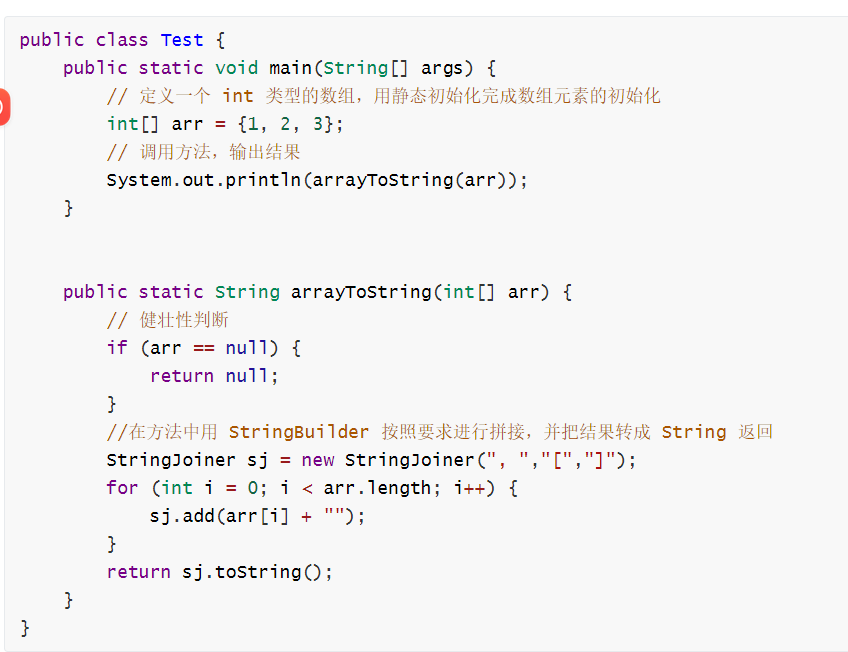 public class Test {
    public static void main(String[] args) {
        // 定义一个 int 类型的数组，用静态初始化完成数组元素的初始化
        int[] arr = {1, 2, 3};
        // 调用方法，输出结果
        System.out.println(arrayToString(arr));
    }
    public static String arrayToString(int[] arr) {
        // 健壮性判断
        if (arr == null) {
            return null;
        }
        //在方法中用 StringBuilder 按照要求进行拼接，并把结果转成 String 返回
        StringJoiner sj = new StringJoiner(", ","[","]");
        for (int i = 0; i < arr.length; i++) {
            sj.add(arr[i] + "");
        }
        return sj.toString();
    }
}